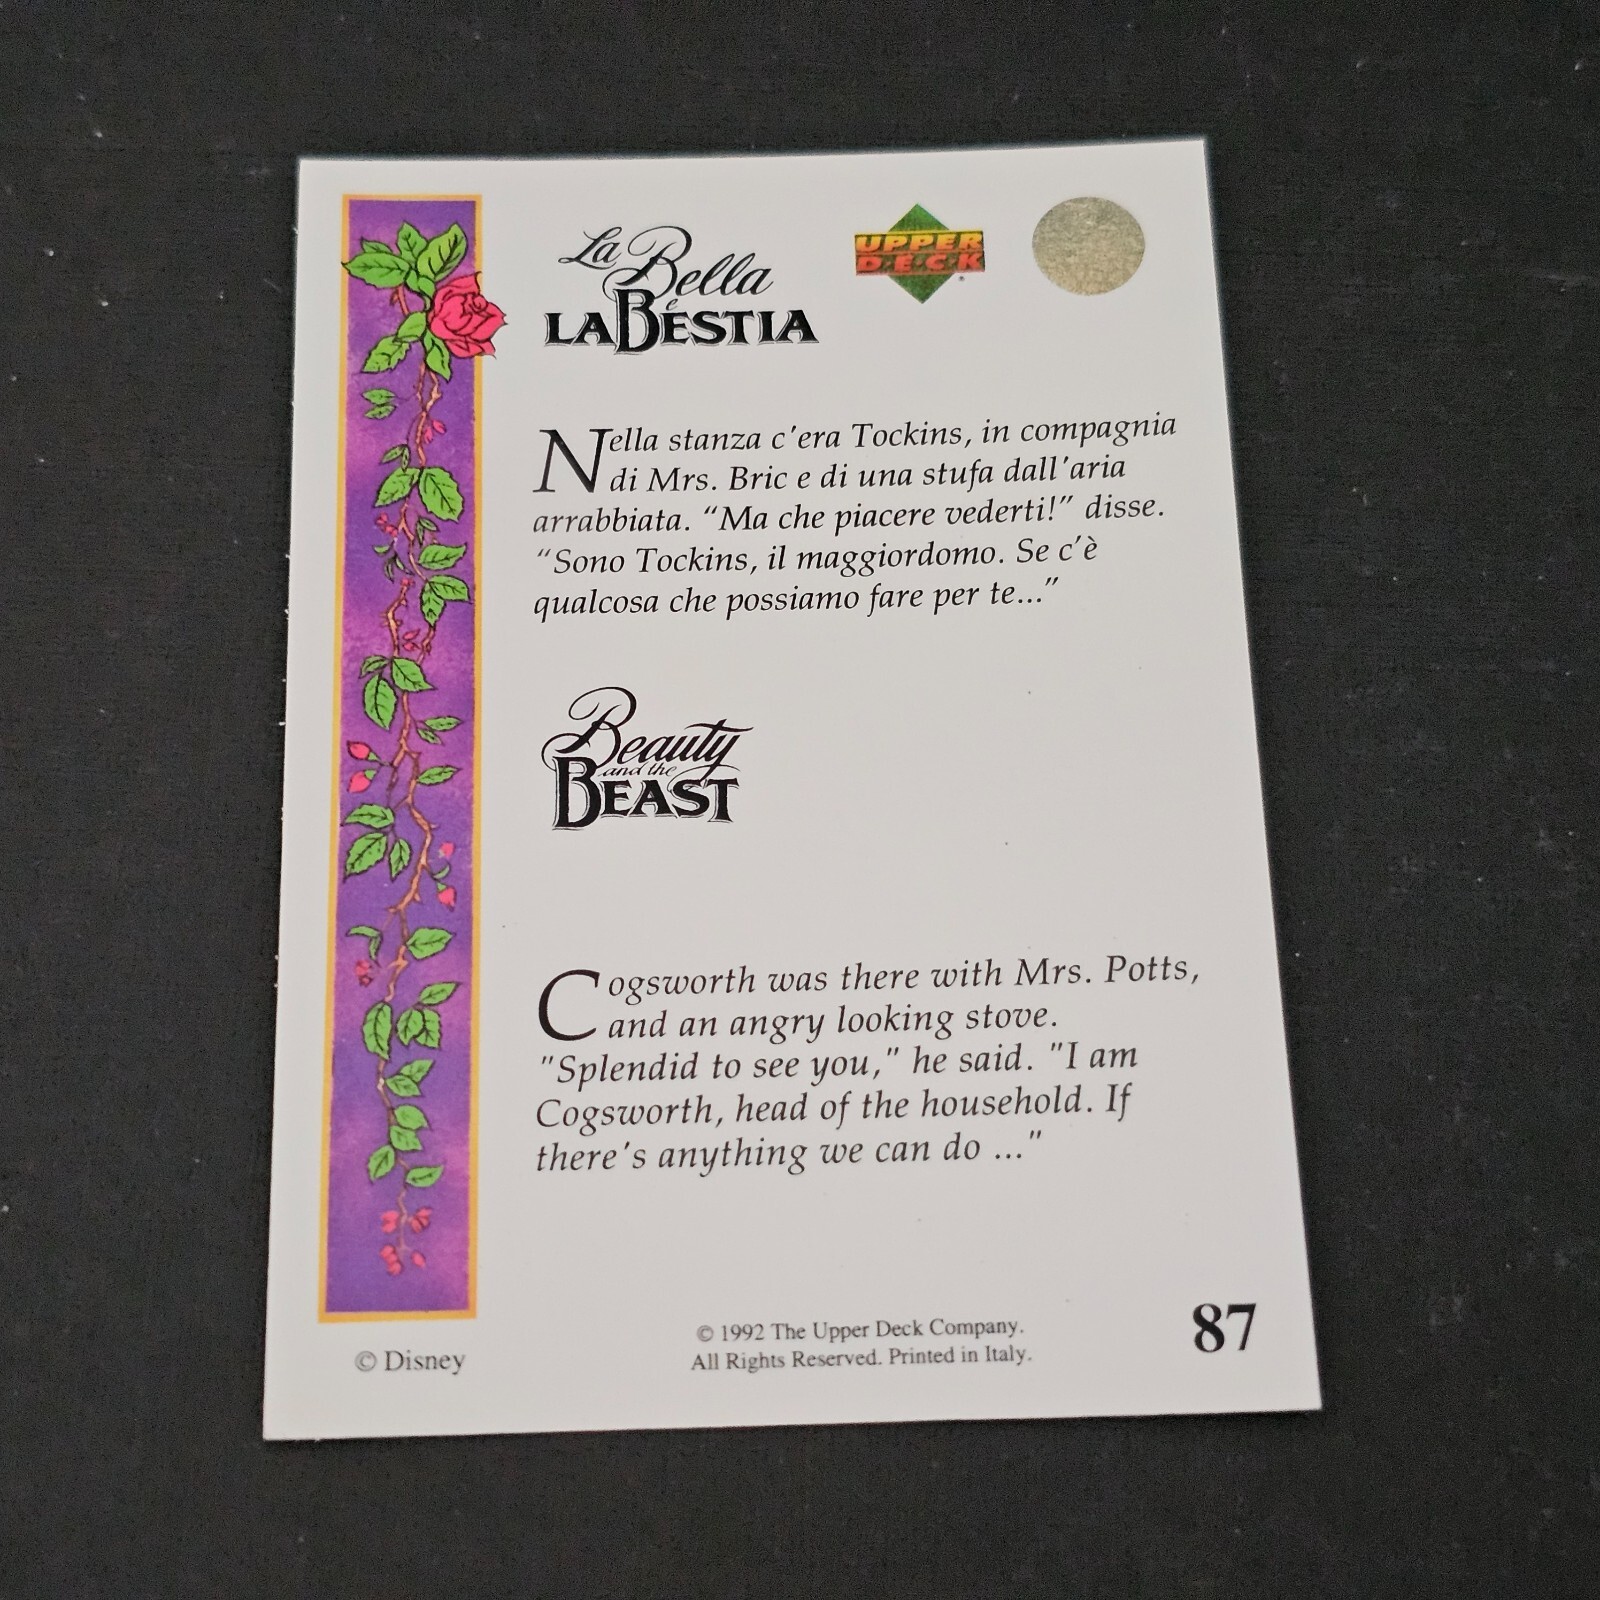 La Bella
e
LA BESTIA
UPPER
D·E·C·K
Nella stanza c'era Tockins, in compagnia
di Mrs. Bric e di una stufa dall'aria
arrabbiata. “Ma che piacere vederti!” disse.
“Sono Tockins, il maggiordomo. Se c'è
qualcosa che possiamo fare per te...”
Beauty
and the
BEAST
Cogsworth was there with Mrs. Potts,
and an angry looking stove.
"Splendid to see you," he said. "I am
Cogsworth, head of the household. If
there's anything we can do ..."
© Disney
© 1992 The Upper Deck Company.
All Rights Reserved. Printed in Italy.
87